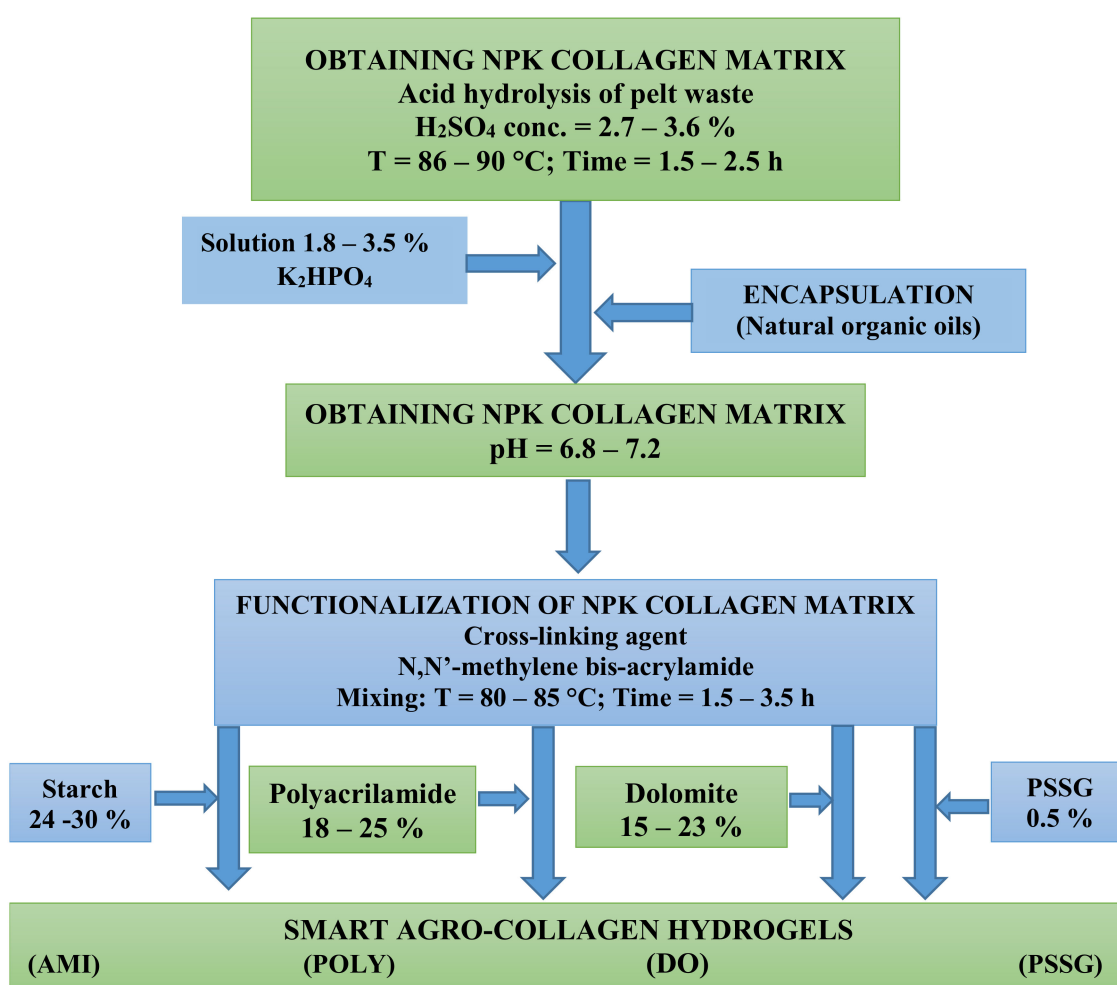 OBTAINING NPK COLLAGEN MATRIX
Acid hydrolysis of pelt waste
H₂SO₄ conc. = 2.7 – 3.6 %
T = 86 – 90 °C; Time = 1.5 – 2.5 h
Solution 1.8 – 3.5 %
K₂HPO₄
ENCAPSULATION
(Natural organic oils)
OBTAINING NPK COLLAGEN MATRIX
pH = 6.8 – 7.2
FUNCTIONALIZATION OF NPK COLLAGEN MATRIX
Cross-linking agent
N,N’-methylene bis-acrylamide
Mixing: T = 80 – 85 °C; Time = 1.5 – 3.5 h
Starch
24 -30 %
Polyacrilamide
18 – 25 %
Dolomite
15 – 23 %
PSSG
0.5 %
SMART AGRO-COLLAGEN HYDROGELS
(AMI) (POLY) (DO) (PSSG)